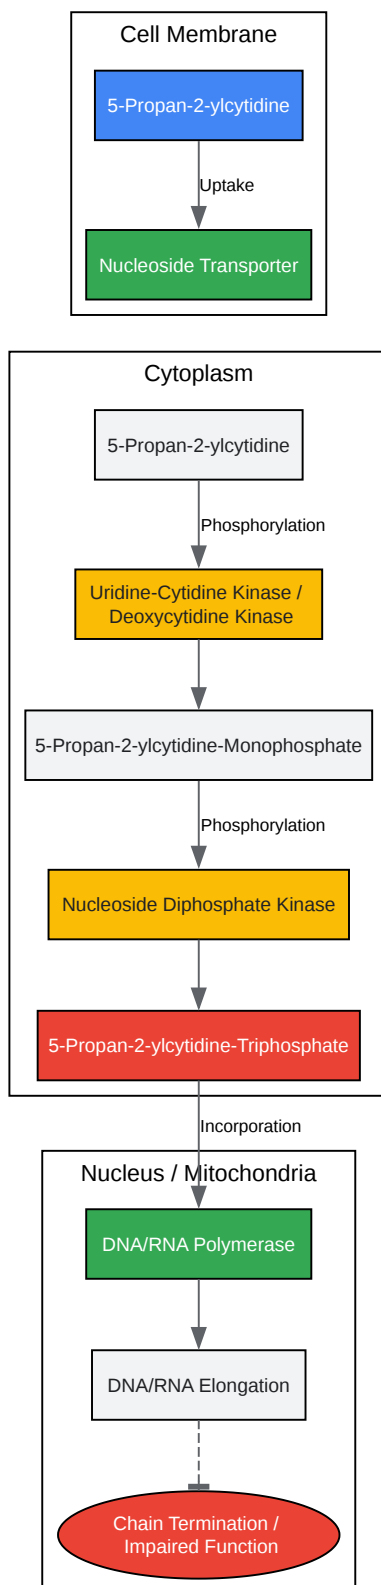 Cell Membrane
5-Propan-2-ylcytidine
Uptake
Nucleoside Transporter
Cytoplasm
5-Propan-2-ylcytidine
Phosphorylation
Uridine-Cytidine Kinase /
Deoxycytidine Kinase
5-Propan-2-ylcytidine-Monophosphate
Phosphorylation
Nucleoside Diphosphate Kinase
5-Propan-2-ylcytidine-Triphosphate
Incorporation
Nucleus / Mitochondria
DNA/RNA Polymerase
DNA/RNA Elongation
Chain Termination /
Impaired Function